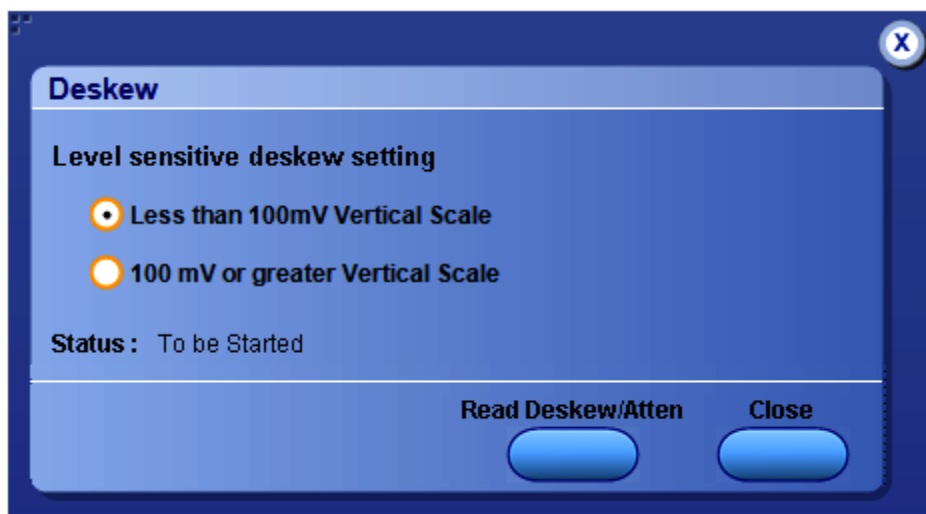 X
Deskew
Level sensitive deskew setting
Less than 100mV Vertical Scale
100 mV or greater Vertical Scale
Status : To be Started
Read Deskew/Atten Close